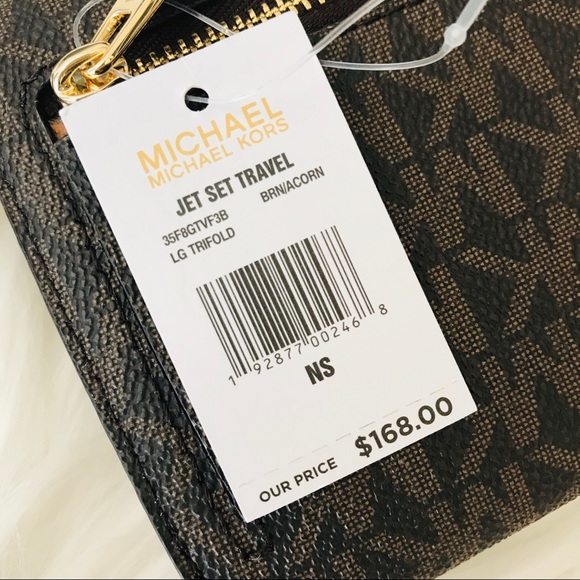 MICHAEL
MICHAEL KORS
JET SET TRAVEL
35F8GTVF3B BRN/ACORN
LG TRIFOLD
1 92877 00246 8
NS
OUR PRICE $168.00